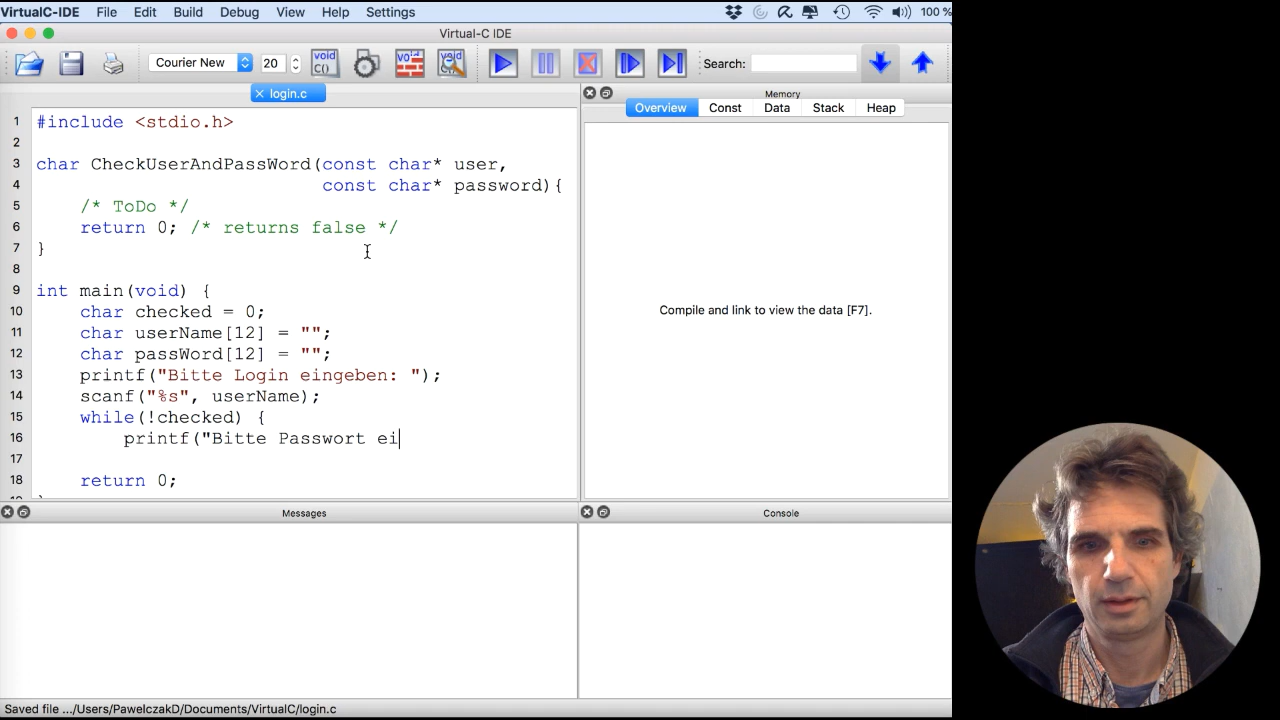 VirtualC-IDE File Edit Build Debug View Help Settings 100 %
Virtual-C IDE
Courier New 20 void C() void void C() Search:
login.c
Memory
Overview Const Data Stack Heap
1 #include <stdio.h>
2
3 char CheckUserAndPassWord(const char* user,
4 const char* password){
5 /* ToDo */
6 return 0; /* returns false */
7 }
8
9 int main(void) {
10 char checked = 0;
11 char userName[12] = "";
12 char passWord[12] = "";
13 printf("Bitte Login eingeben: ");
14 scanf("%s", userName);
15 while(!checked) {
16 printf("Bitte Passwort ei
17
18 return 0;
Compile and link to view the data [F7].
Messages
Console
Saved file .../Users/PawelczakD/Documents/VirtualC/login.c